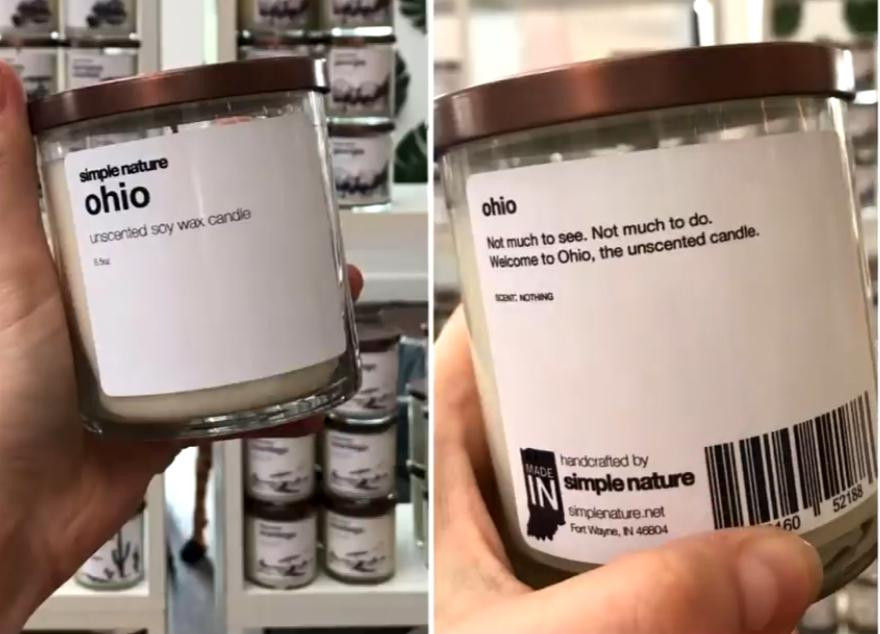 simple nature
ohio
unscented soy wax candle
ohio
Not much to see. Not much to do.
Welcome to Ohio, the unscented candle.
SCENT: NOTHING
MADE
IN
handcrafted by
simple nature
simplenature.net
Fort Wayne, IN 46804
160
52188